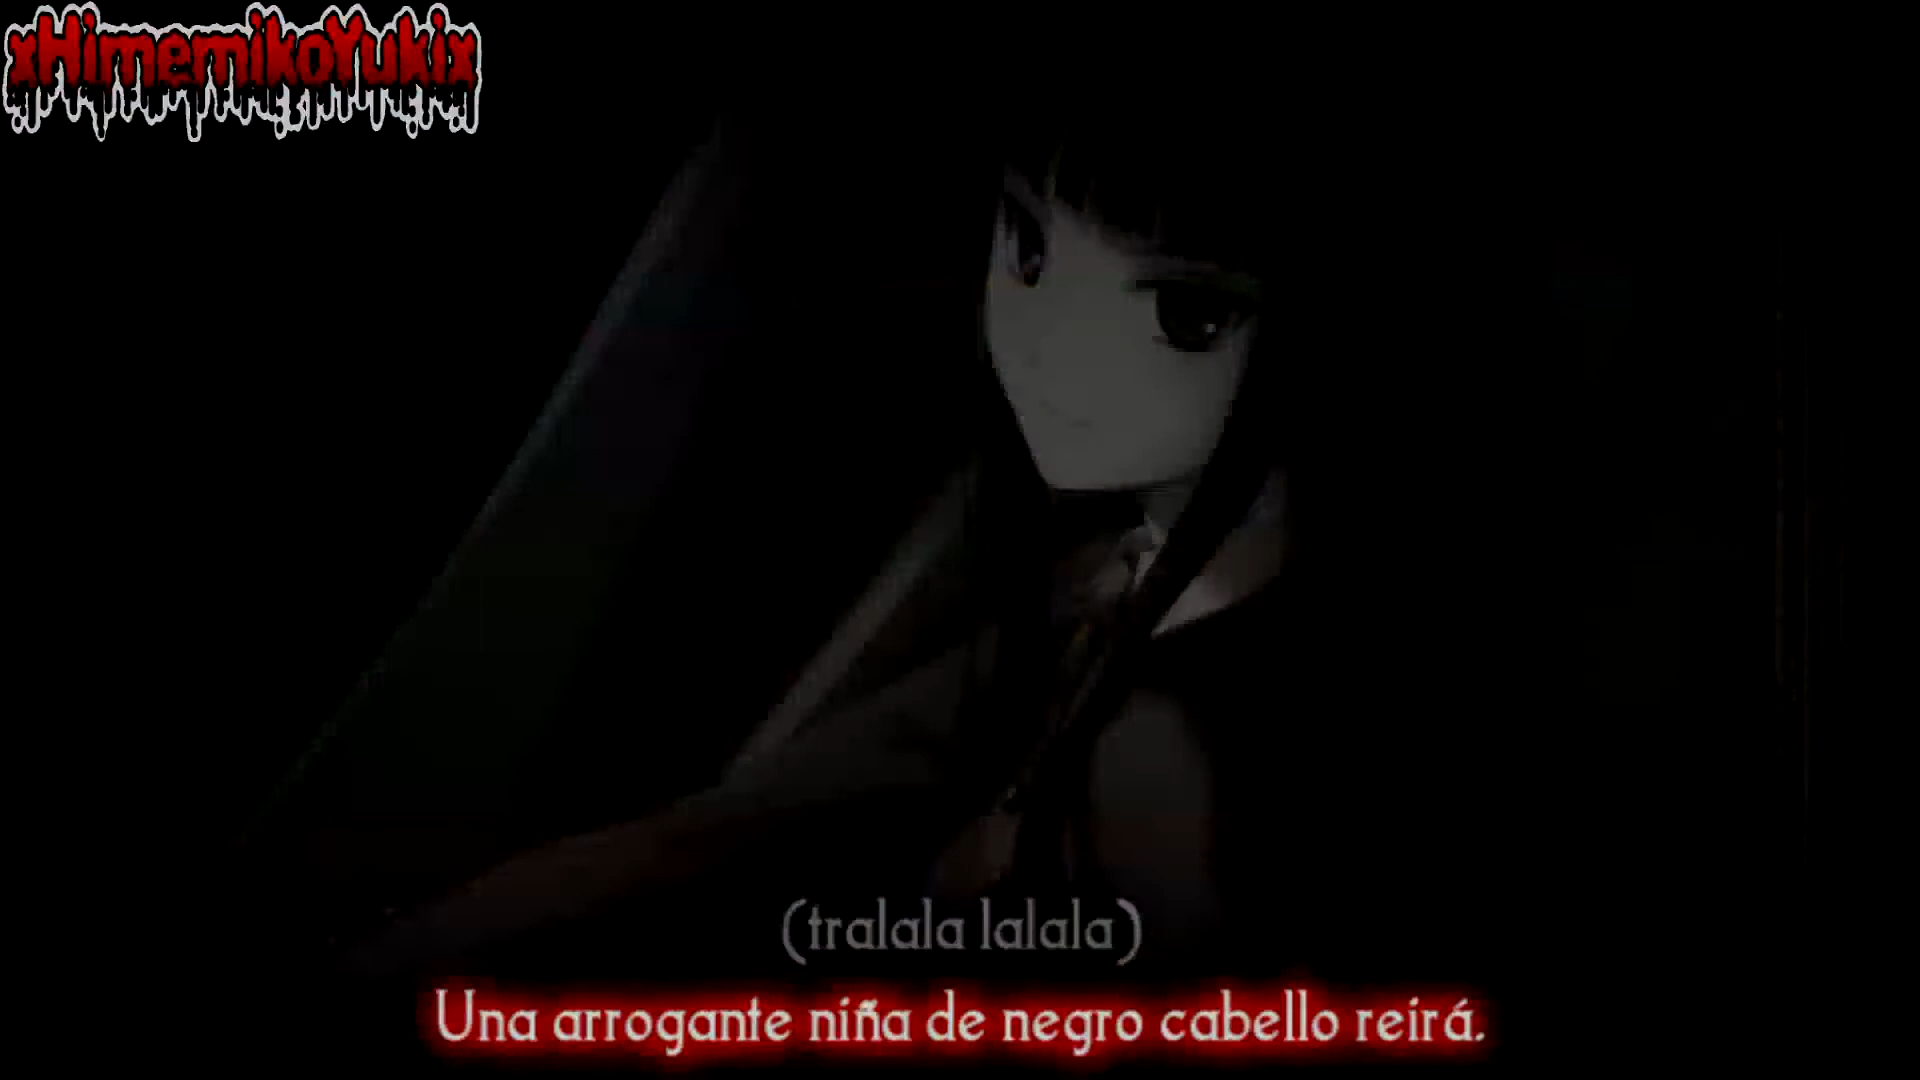 xHimemikoYukix
(tralala lalala)
Una arrogante niña de negro cabello reirá.